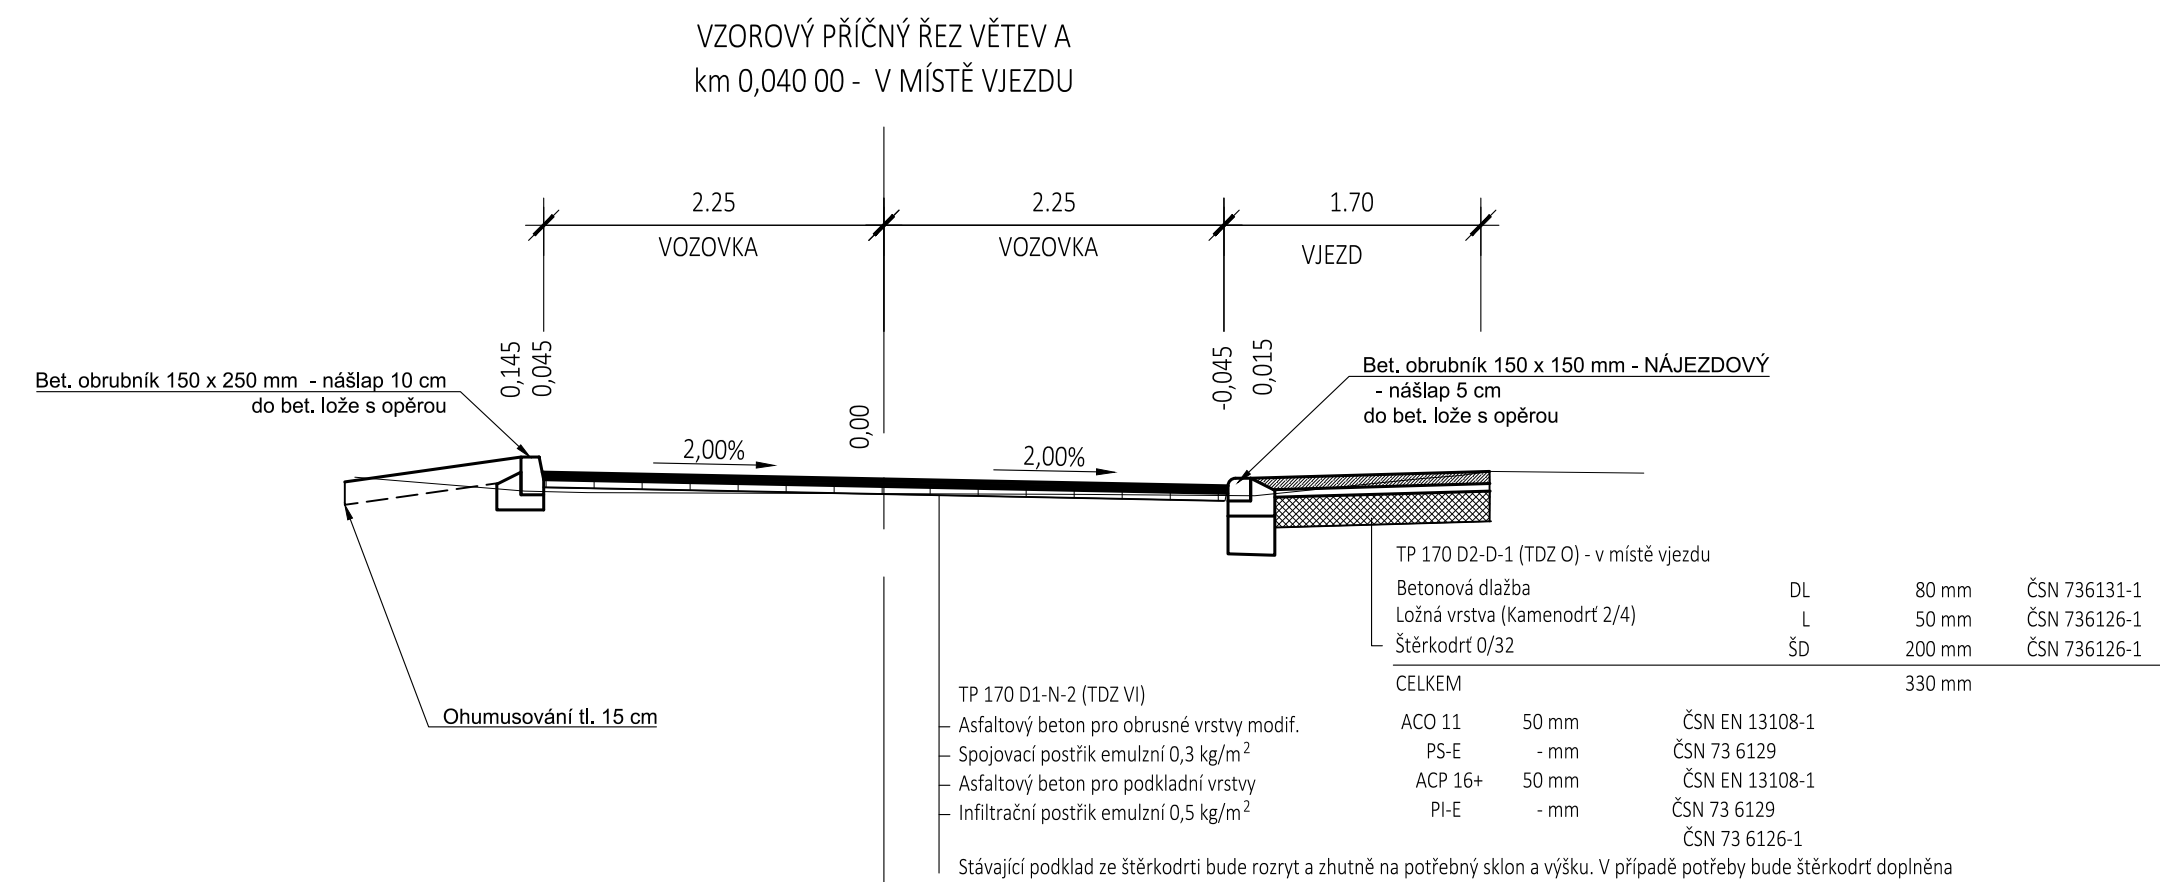 VZOROVÝ PŘÍČNÝ ŘEZ VĚTEV A
km 0,040 00 - V MÍSTĚ VJEZDU
2.25
2.25
1.70
VOZOVKA
VOZOVKA
VJEZD
0,145
0,045
0,00
-0,045
0,015
Bet. obrubník 150 x 250 mm - nášlap 10 cm
do bet. lože s opěrou
Bet. obrubník 150 x 150 mm - NÁJEZDOVÝ
- nášlap 5 cm
do bet. lože s opěrou
2,00%
2,00%
Ohumusování tl. 15 cm
TP 170 D2-D-1 (TDZ O) - v místě vjezdu
Betonová dlažba DL 80 mm ČSN 736131-1
Ložná vrstva (Kamenodrť 2/4) L 50 mm ČSN 736126-1
Štěrkodrť 0/32 ŠD 200 mm ČSN 736126-1
CELKEM 330 mm
TP 170 D1-N-2 (TDZ VI)
Asfaltový beton pro obrusné vrstvy modif. ACO 11 50 mm ČSN EN 13108-1
Spojovací postřik emulzní 0,3 kg/m² PS-E - mm ČSN 73 6129
Asfaltový beton pro podkladní vrstvy ACP 16+ 50 mm ČSN EN 13108-1
Infiltrační postřik emulzní 0,5 kg/m² PI-E - mm ČSN 73 6129
ČSN 73 6126-1
Stávající podklad ze štěrkodrti bude rozryt a zhutně na potřebný sklon a výšku. V případě potřeby bude štěrkodrť doplněna